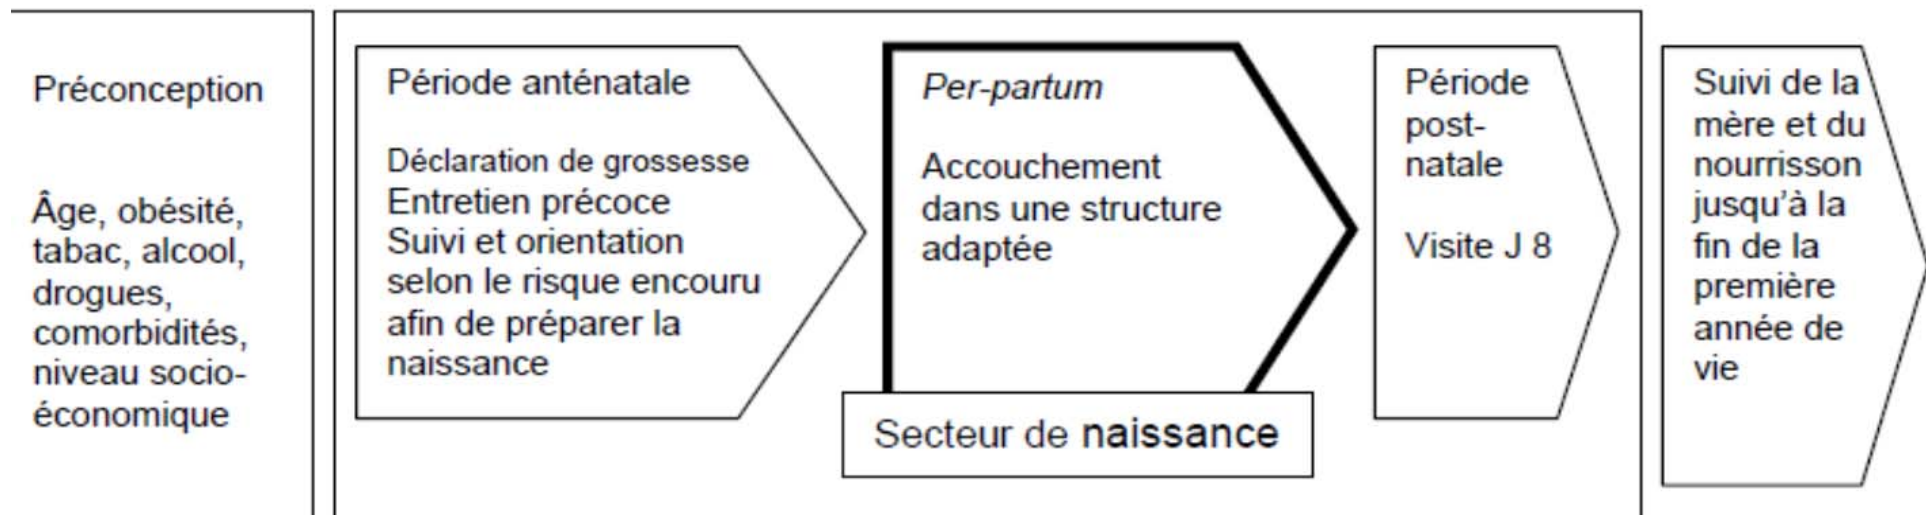 Préconception
Âge, obésité,
tabac, alcool,
drogues,
comorbidités,
niveau socio-
économique
Période anténatale
Déclaration de grossesse
Entretien précoce
Suivi et orientation
selon le risque encouru
afin de préparer la
naissance
Per-partum
Accouchement
dans une structure
adaptée
Secteur de naissance
Période
post-
natale
Visite J 8
Suivi de la
mère et du
nourrisson
jusqu'à la
fin de la
première
année de
vie